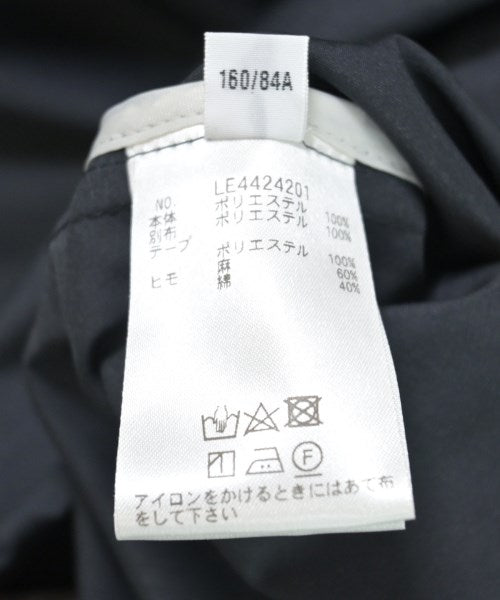 160/84A
NO. LE4424201
本体 ポリエステル 100%
別布 ポリエステル 100%
テープ ポリエステル 100%
ヒモ 麻 60%
綿 40%
F
アイロンをかけるときにはあて布
をして下さい